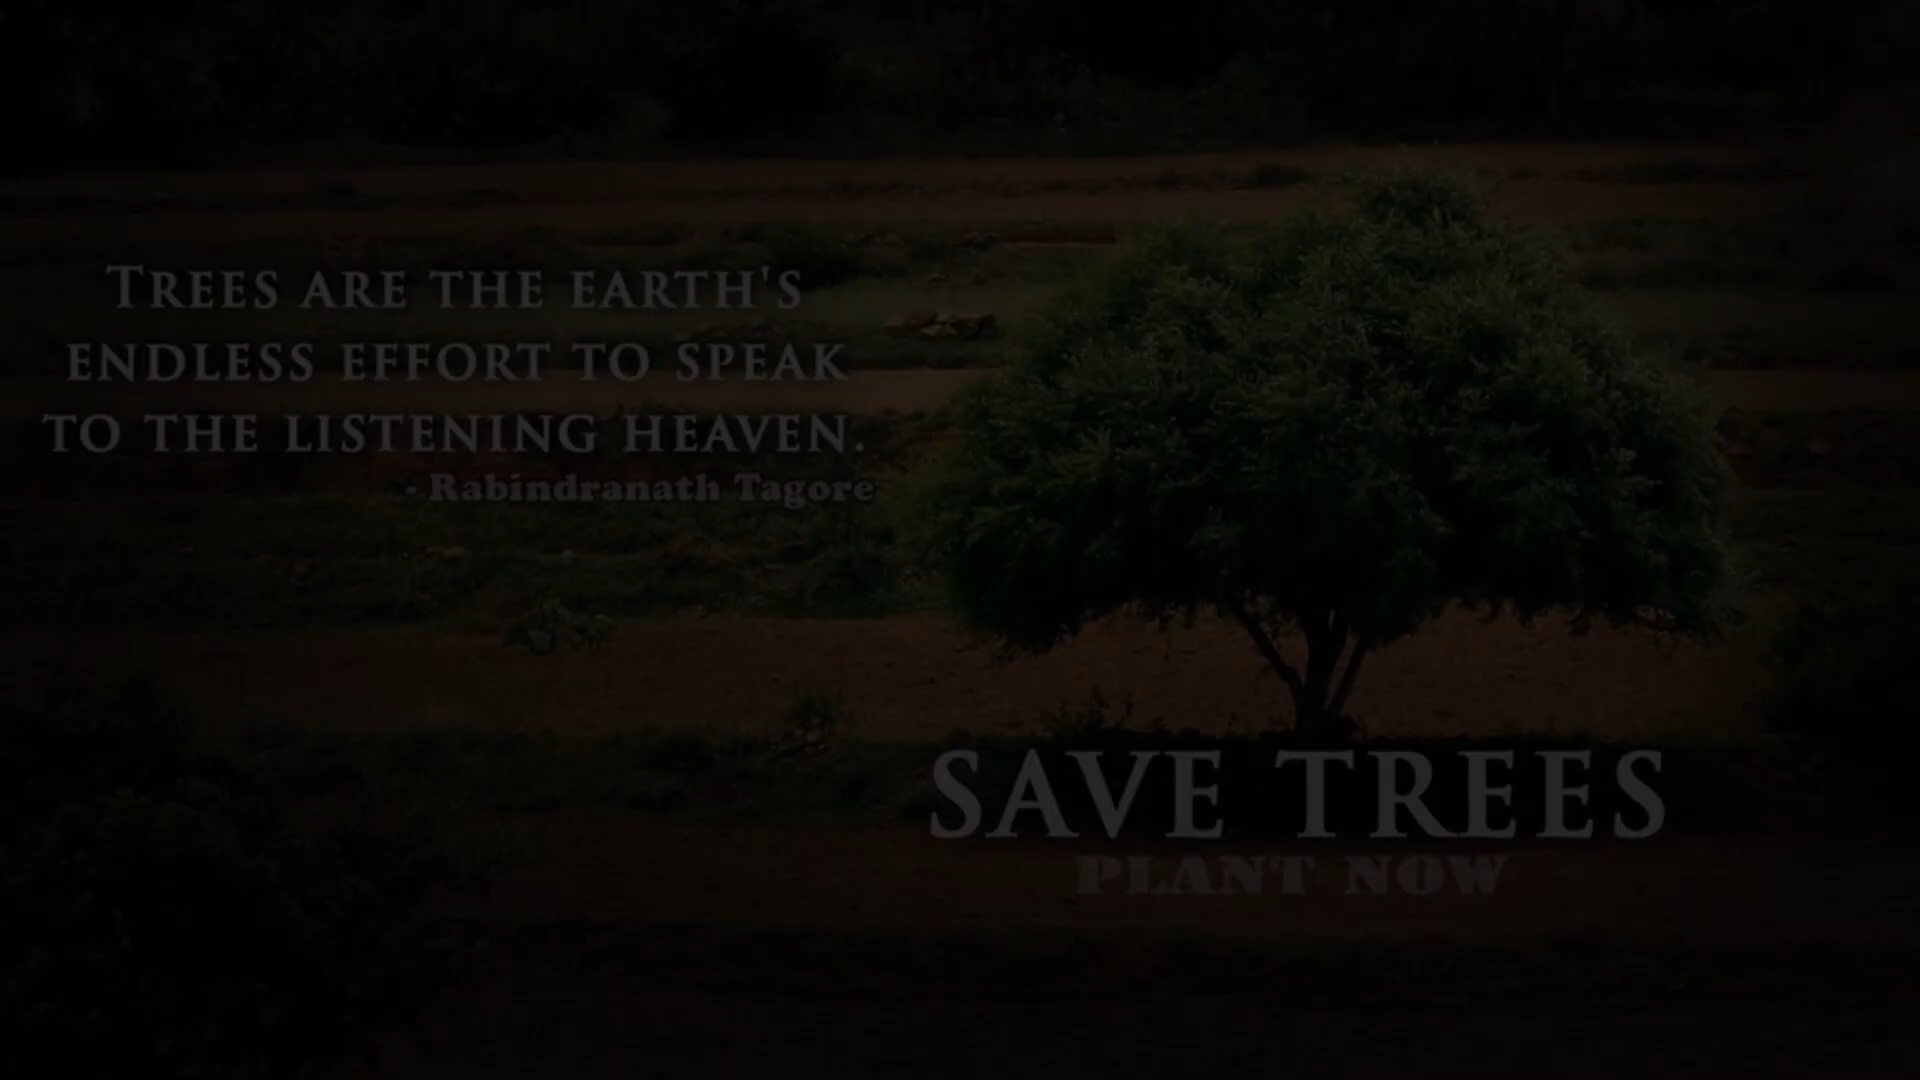 TREES ARE THE EARTH'S
ENDLESS EFFORT TO SPEAK
TO THE LISTENING HEAVEN.
- Rabindranath Tagore
SAVE TREES
PLANT NOW